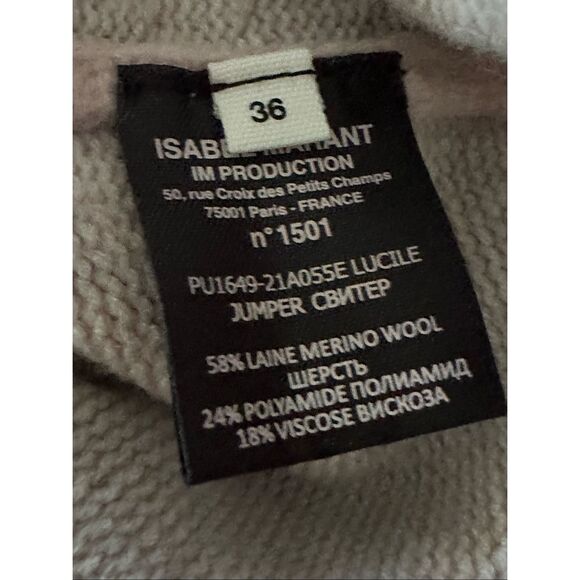 36
ISABEL MARANT
IM PRODUCTION
50, rue Croix des Petits Champs
75001 Paris - FRANCE
n°1501
PU1649-21A055E LUCILE
JUMPER СВИТЕР
58% LAINE MERINO WOOL
ШЕРСТЬ
24% POLYAMIDE ПОЛИАМИД
18% VISCOSE ВИСКОЗА